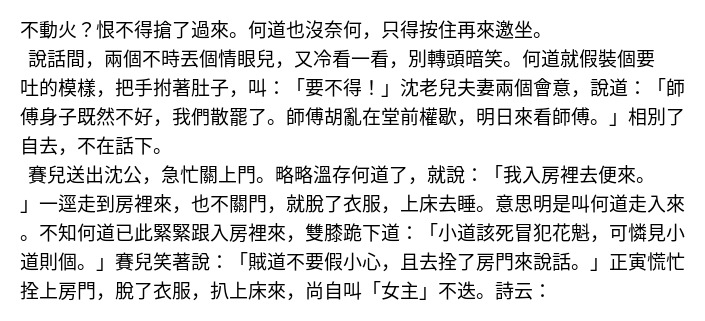 不動火？恨不得搶了過來。何道也沒奈何，只得按住再來邀坐。
說話間，兩個不時丟個情眼兒，又冷看一看，別轉頭暗笑。何道就假裝個要
吐的模樣，把手拊著肚子，叫：「要不得！」沈老兒夫妻兩個會意，說道：「師
傅身子既然不好，我們散罷了。師傅胡亂在堂前權歇，明日來看師傅。」相別了
自去，不在話下。
賽兒送出沈公，急忙關上門。略略溫存何道了，就說：「我入房裡去便來。
」一逕走到房裡來，也不關門，就脫了衣服，上床去睡。意思明是叫何道走入來
。不知何道已此緊緊跟入房裡來，雙膝跪下道：「小道該死冒犯花魁，可憐見小
道則個。」賽兒笑著說：「賊道不要假小心，且去拴了房門來說話。」正寅慌忙
拴上房門，脫了衣服，扒上床來，尚自叫「女主」不迭。詩云：